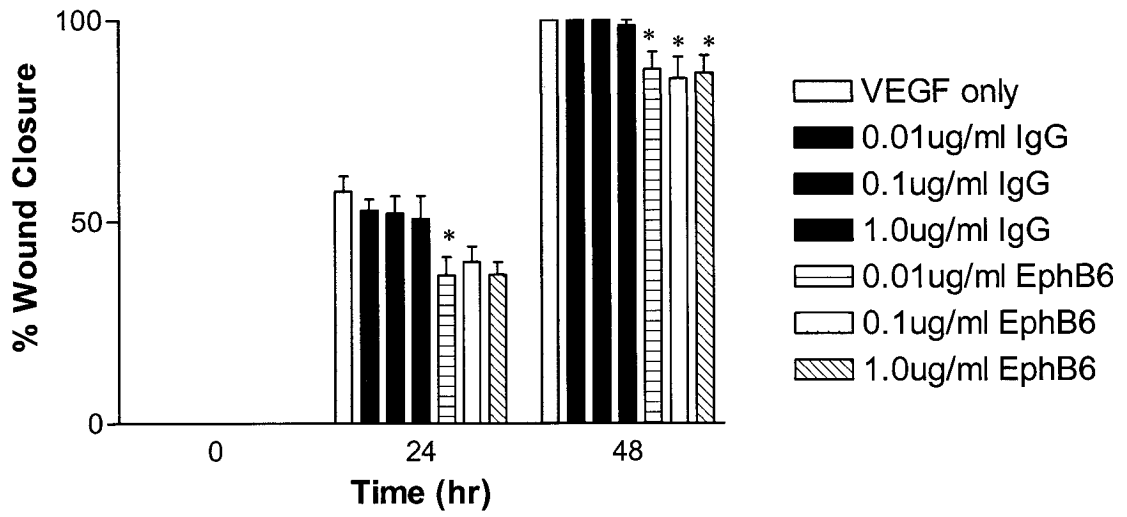 % Wound Closure
100
50
0
* * * *
0 24 48
Time (hr)
VEGF only
0.01ug/ml IgG
0.1ug/ml IgG
1.0ug/ml IgG
0.01ug/ml EphB6
0.1ug/ml EphB6
1.0ug/ml EphB6